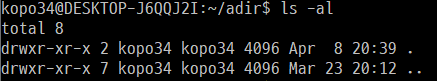 kopo34@DESKTOP-J6QQJ2I:~/adir$ ls -al
total 8
drwxr-xr-x 2 kopo34 kopo34 4096 Apr  8 20:39 .
drwxr-xr-x 7 kopo34 kopo34 4096 Mar 23 20:12 ..